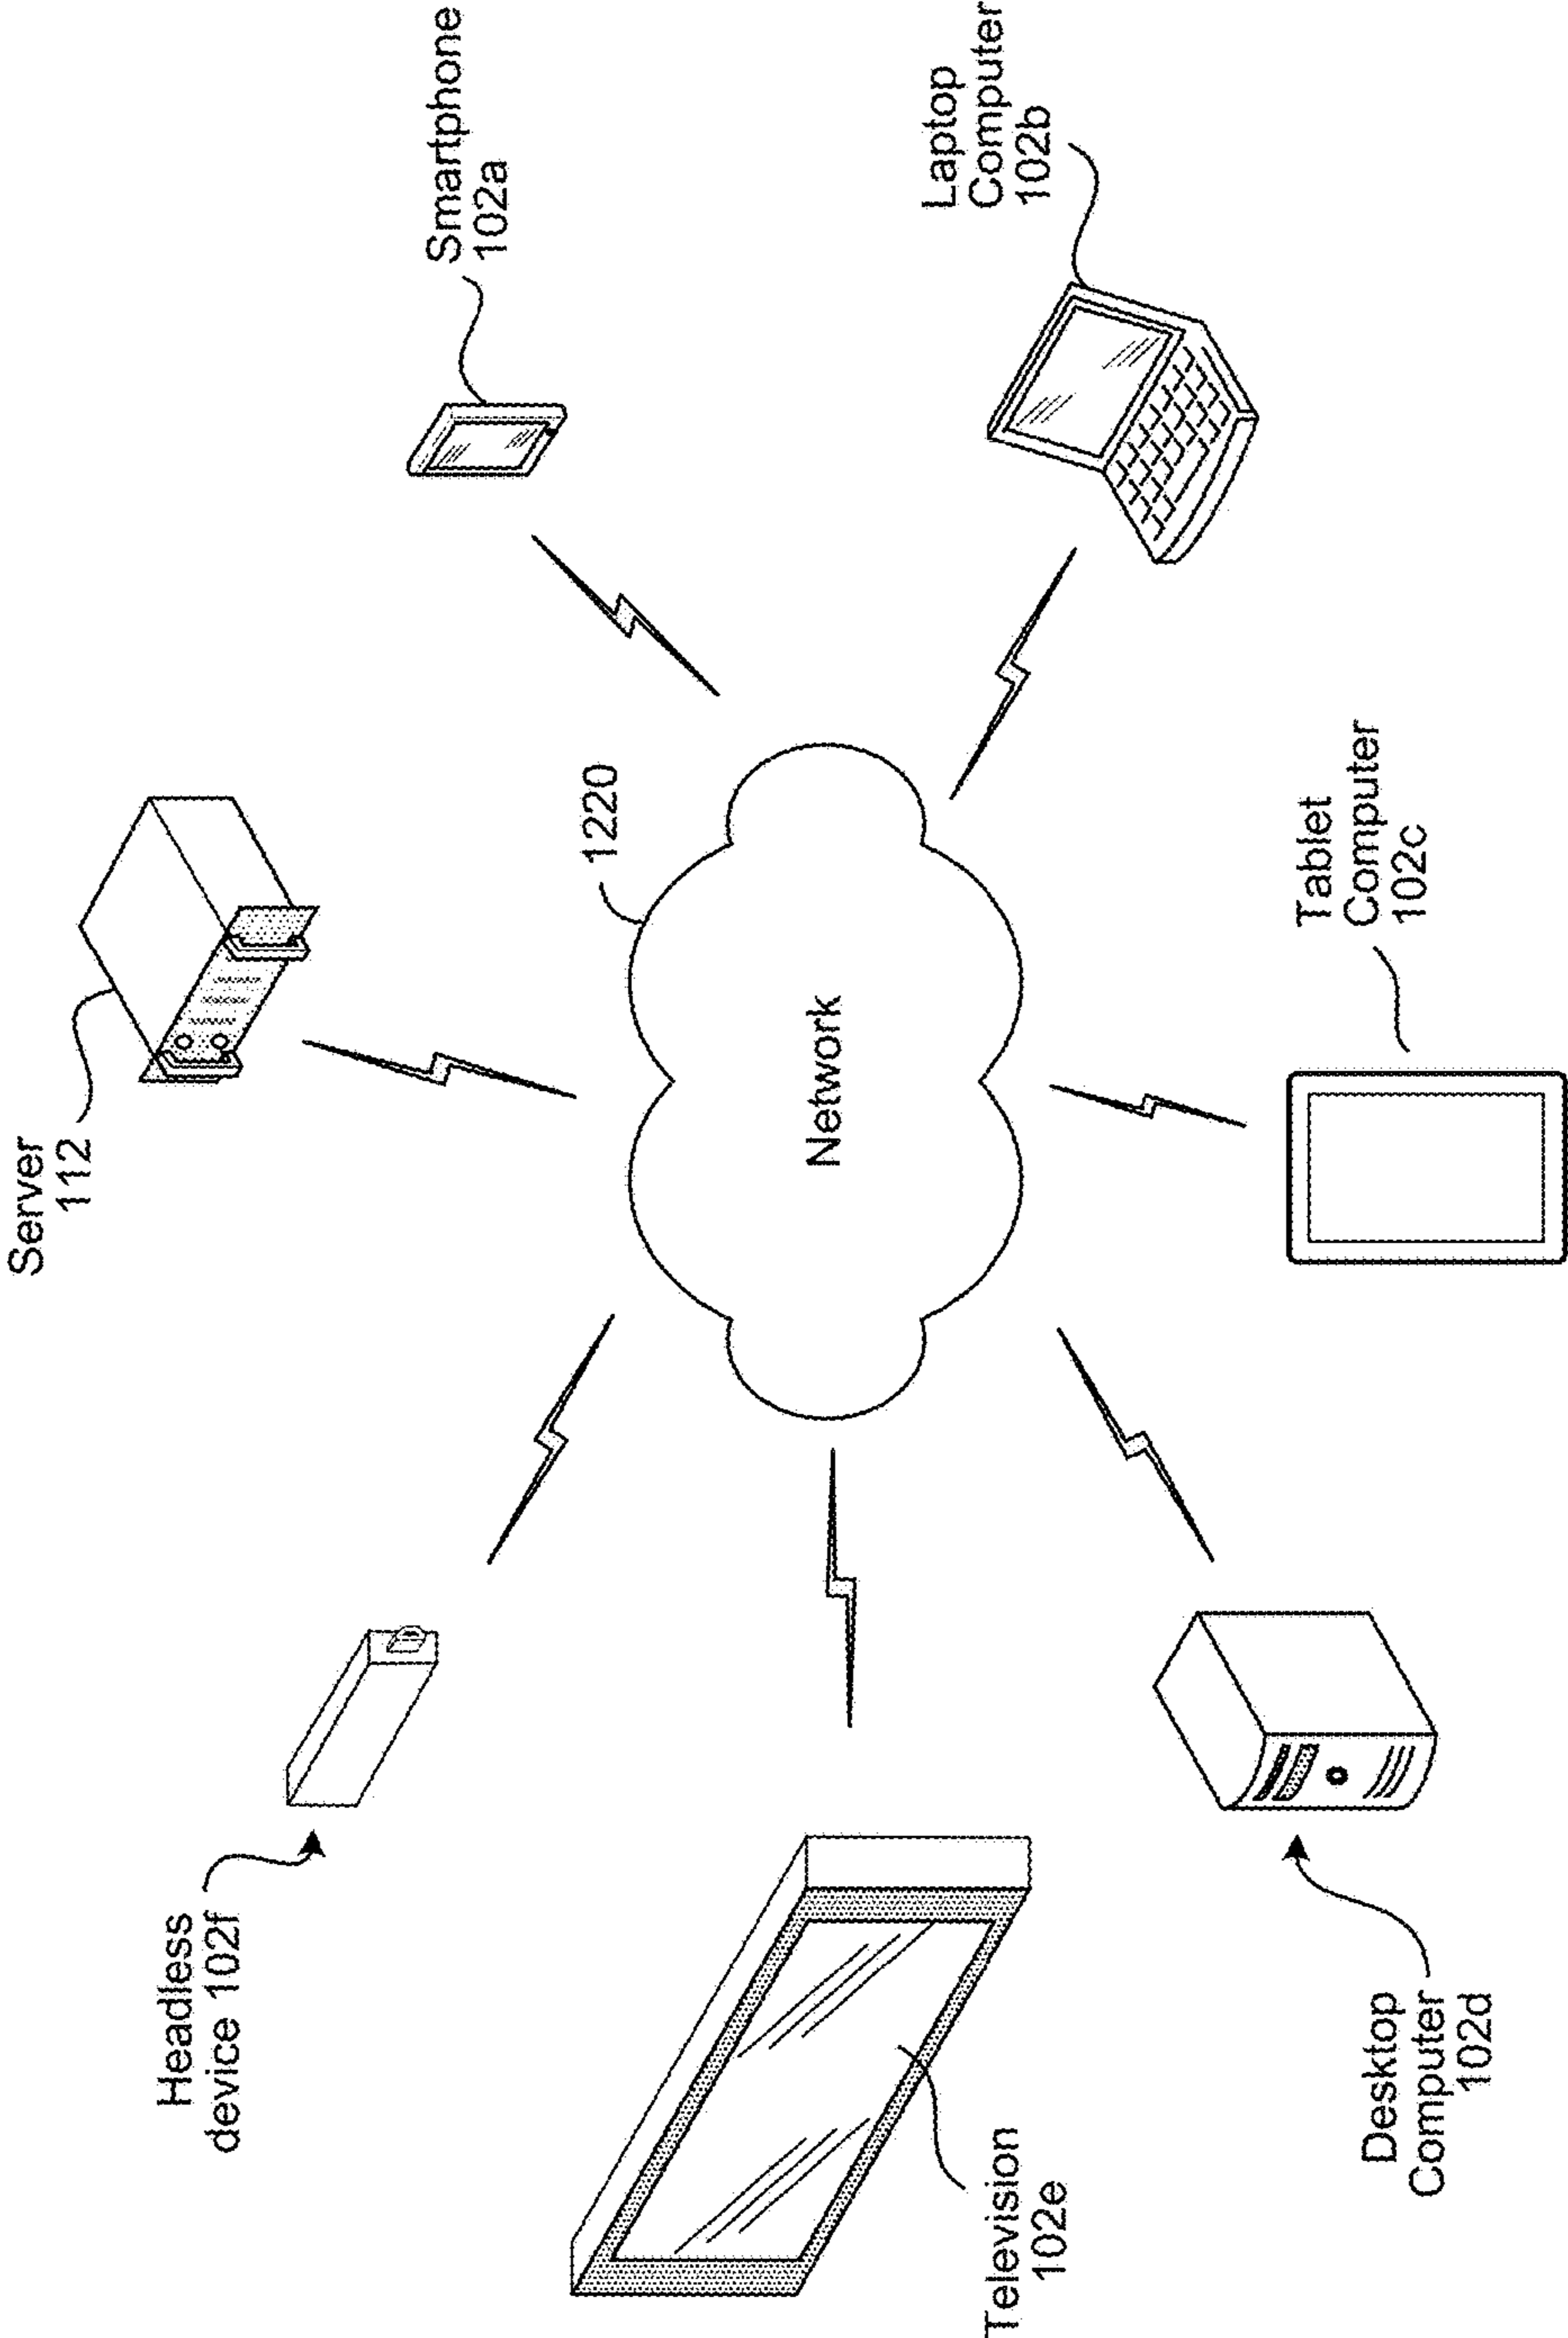 Server
112
Smartphone
102a
Headless
device 102f
1220
Network
Laptop
Computer
102b
Television
102e
Tablet
Computer
102c
Desktop
Computer
102d